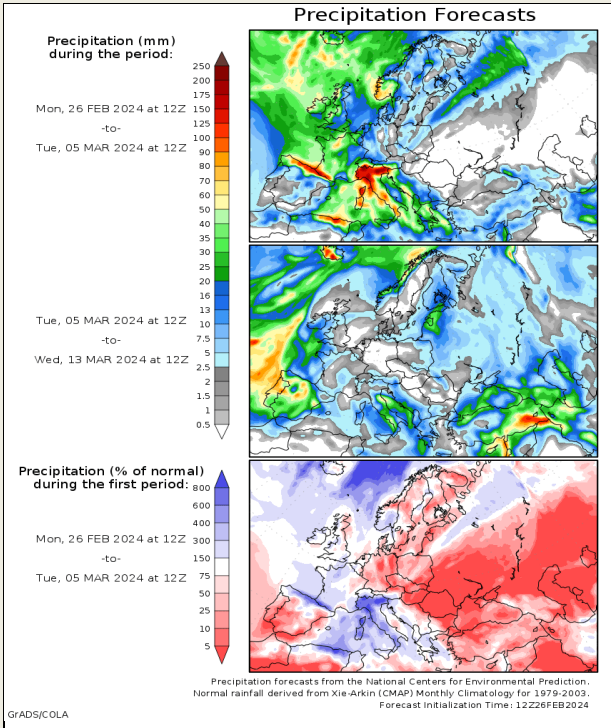 Precipitation Forecasts
Precipitation (mm)
during the period:
Mon, 26 FEB 2024 at 12Z
-to-
Tue, 05 MAR 2024 at 12Z
250
200
175
150
125
100
90
80
70
60
50
40
35
30
25
20
16
13
10
7.5
5
2.5
2
1.5
1
0.5
Tue, 05 MAR 2024 at 12Z
-to-
Wed, 13 MAR 2024 at 12Z
Precipitation (% of normal)
during the first period:
Mon, 26 FEB 2024 at 12Z
-to-
Tue, 05 MAR 2024 at 12Z
800
600
400
300
150
75
50
25
10
5
Precipitation forecasts from the National Centers for Environmental Prediction.
Normal rainfall derived from Xie-Arkin (CMAP) Monthly Climatology for 1979-2003.
Forecast Initialization Time: 12Z26FEB2024
GrADS/COLA